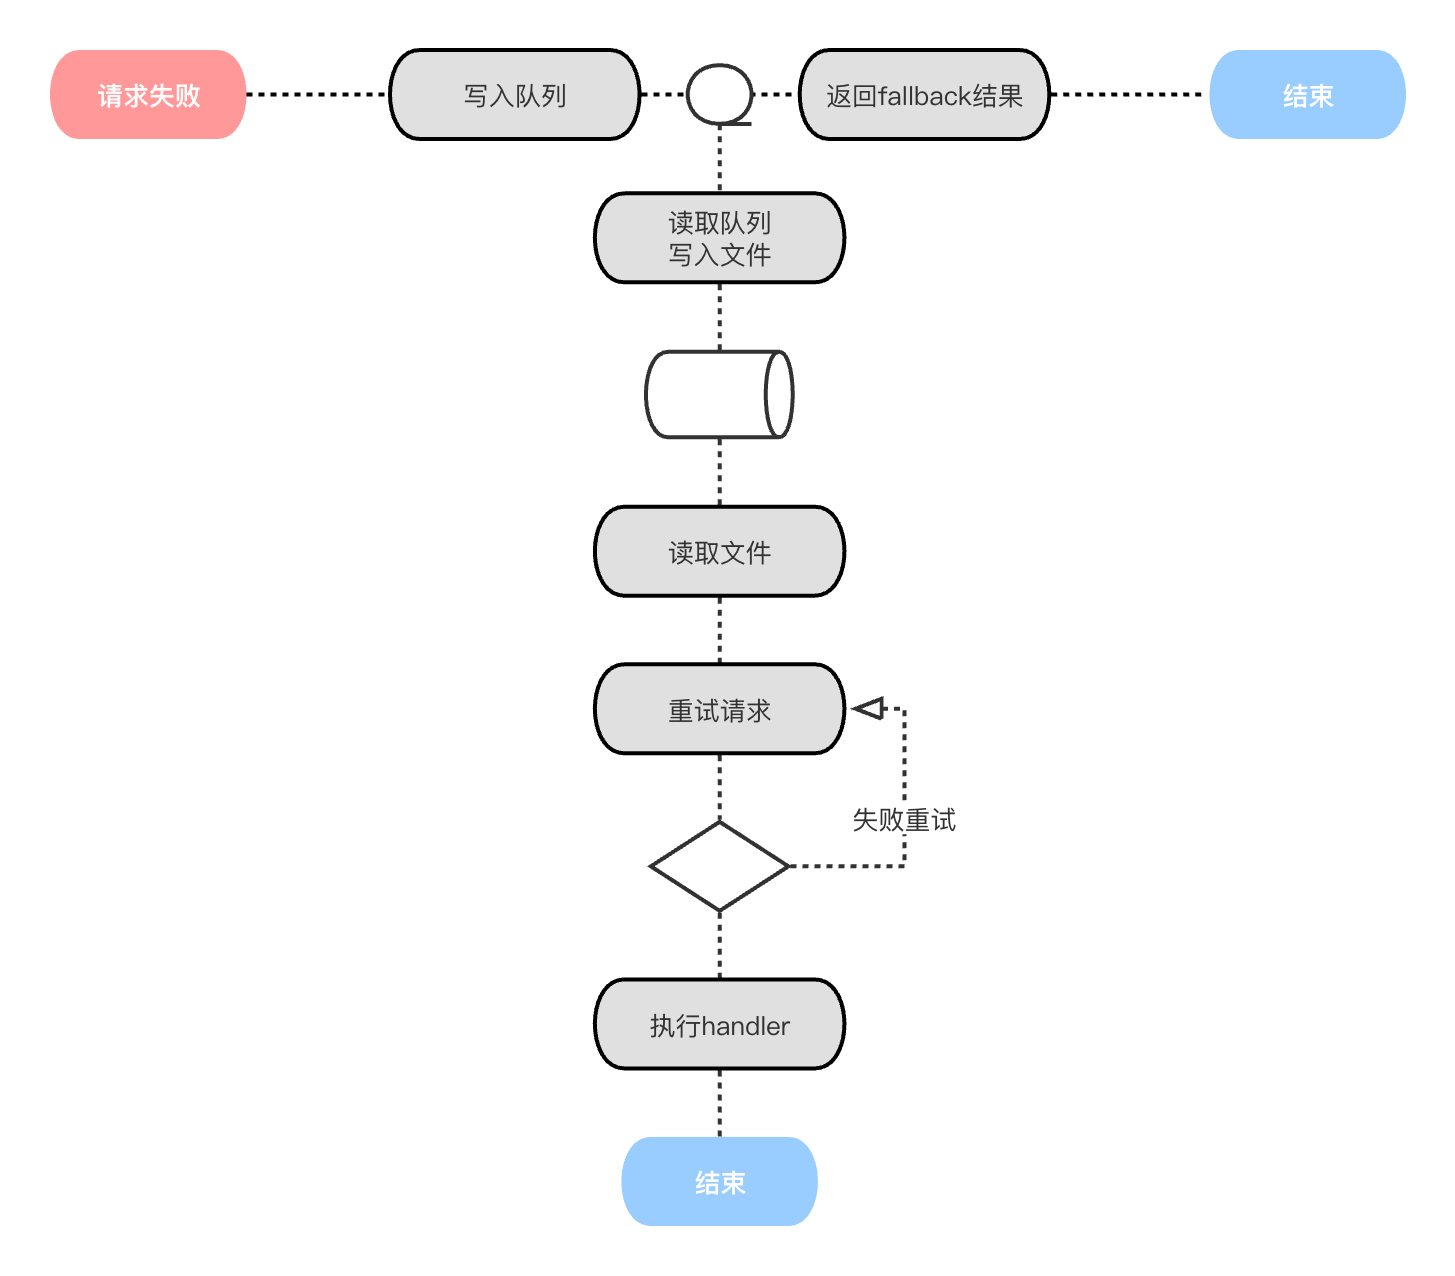 请求失败
写入队列
返回fallback结果
结束
读取队列
写入文件
读取文件
重试请求
失败重试
执行handler
结束